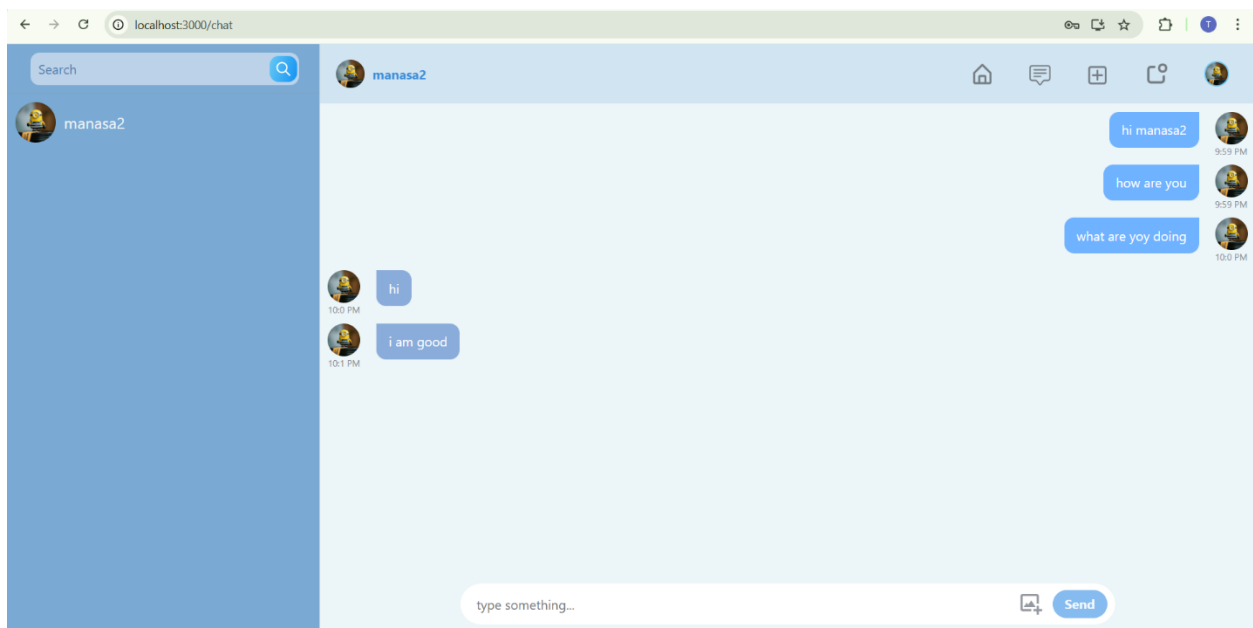 localhost:3000/chat
T
Search
manasa2
manasa2
hi manasa2
9:59 PM
how are you
9:59 PM
what are yoy doing
10:0 PM
hi
10:0 PM
i am good
10:1 PM
type something...
Send